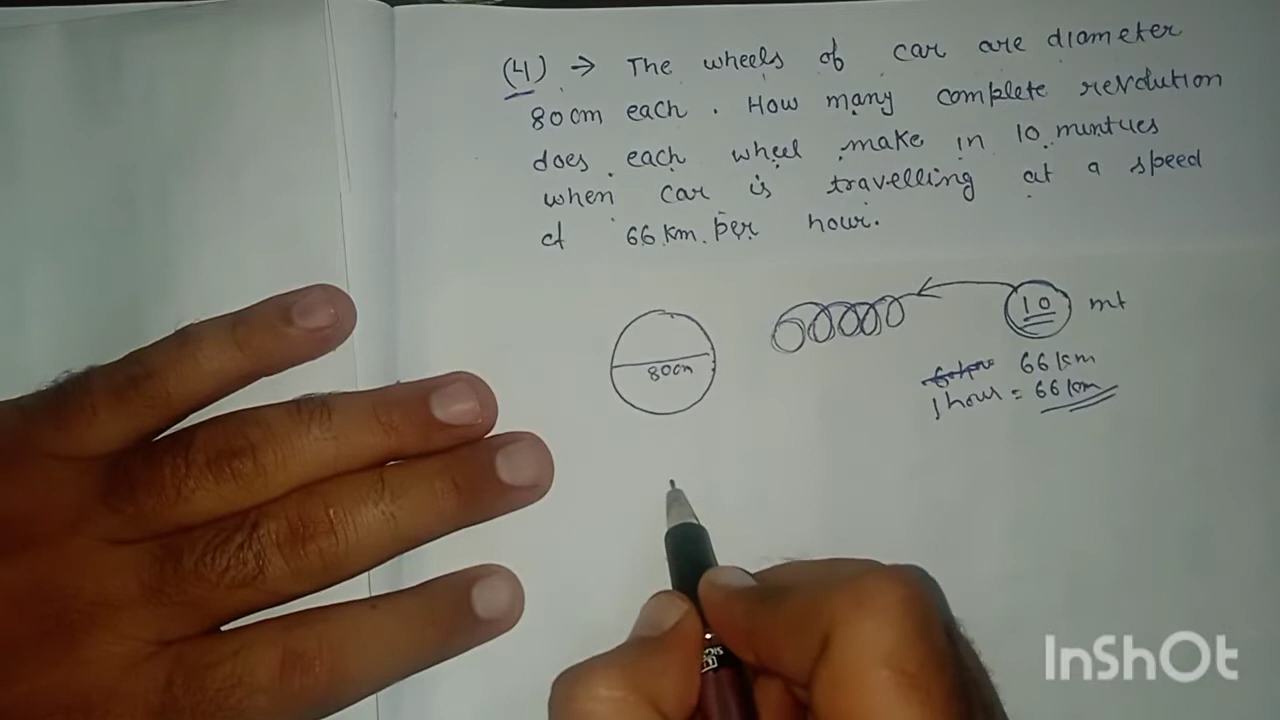 (4) → The wheels of car are diameter
80cm each. How many complete revolution
does each wheel make in 10 muntues
when car is travelling at a speed
of 66 km. per hour.
80cm
10 mt
66 km
1 hour = 66 km
InShOt